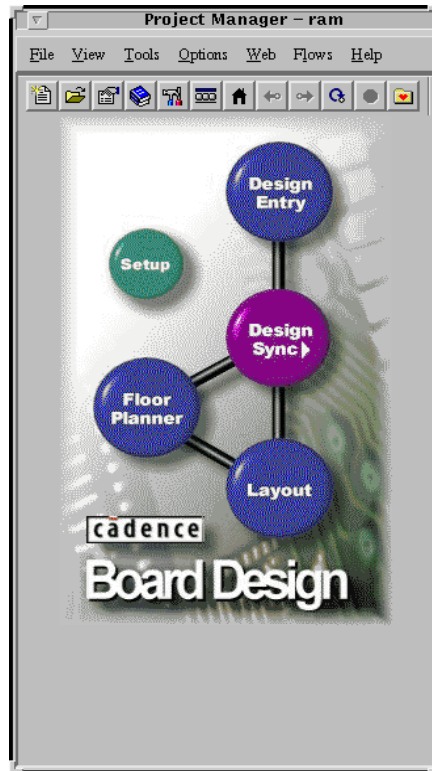 Project Manager – ram
File View Tools Options Web Flows Help
Design
Entry
Setup
Design
Sync
Floor
Planner
Layout
cādence
Board Design